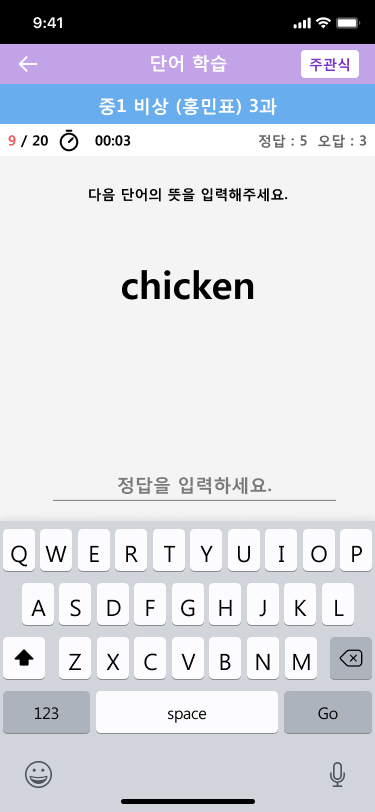 9:41
단어 학습
주관식
중1 비상 (홍민표) 3과
9 / 20 00:03 정답 : 5 오답 : 3
다음 단어의 뜻을 입력해주세요.
chicken
정답을 입력하세요.
Q W E R T Y U I O P
A S D F G H J K L
Z X C V B N M
123 space Go